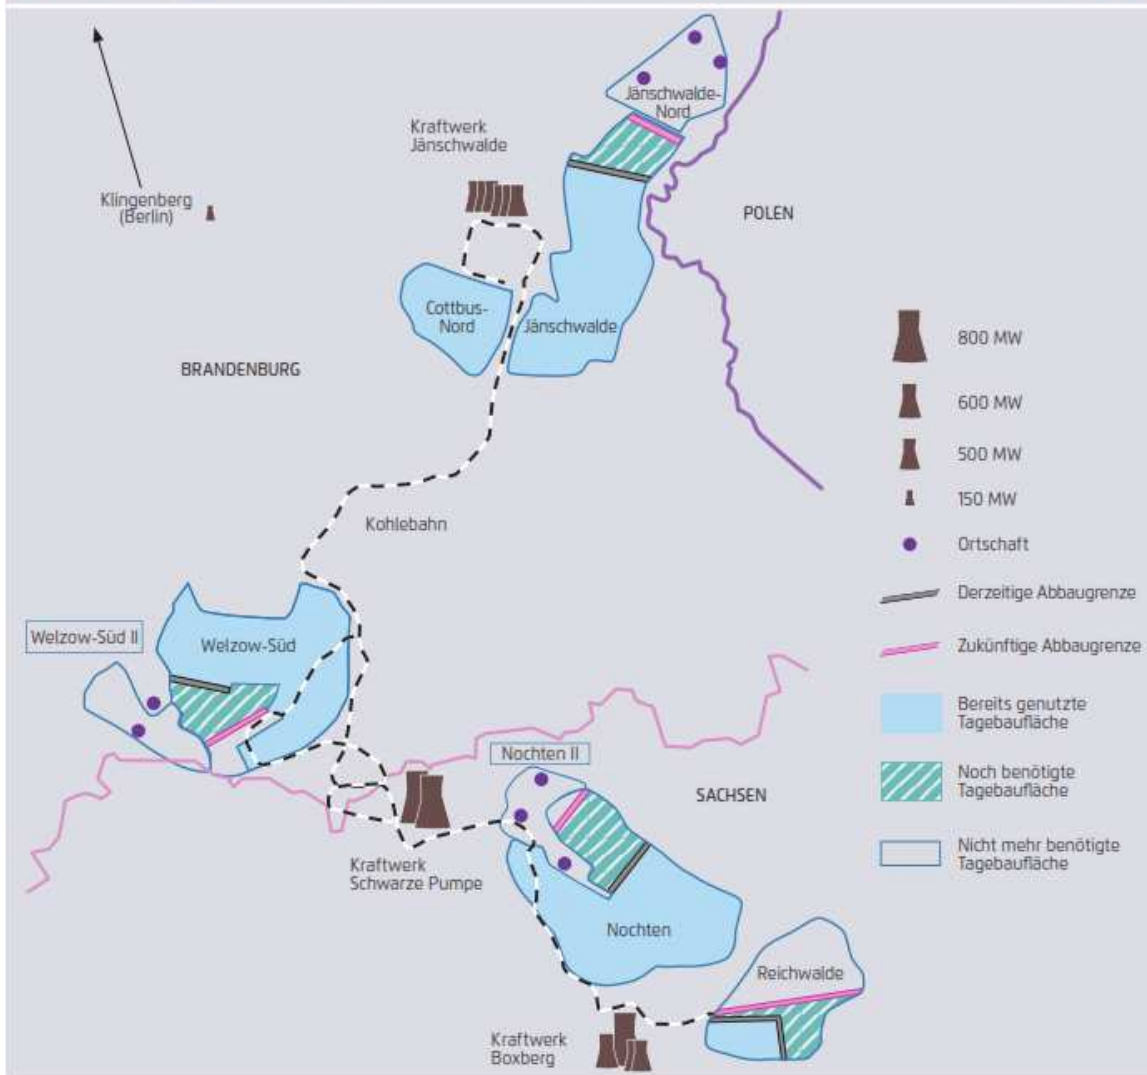 Jänschwalde-
Nord
Kraftwerk
Jänschwalde
Klingenberg
(Berlin)
POLEN
Cottbus-
Nord
Jänschwalde
BRANDENBURG
800 MW
600 MW
500 MW
150 MW
Ortschaft
Derzeitige Abbaugrenze
Zukünftige Abbaugrenze
Bereits genutzte
Tagebaufläche
Noch benötigte
Tagebaufläche
Nicht mehr benötigte
Tagebaufläche
Kohlebahn
Welzow-Süd II
Welzow-Süd
Nochten II
SACHSEN
Kraftwerk
Schwarze Pumpe
Nochten
Reichwalde
Kraftwerk
Boxberg